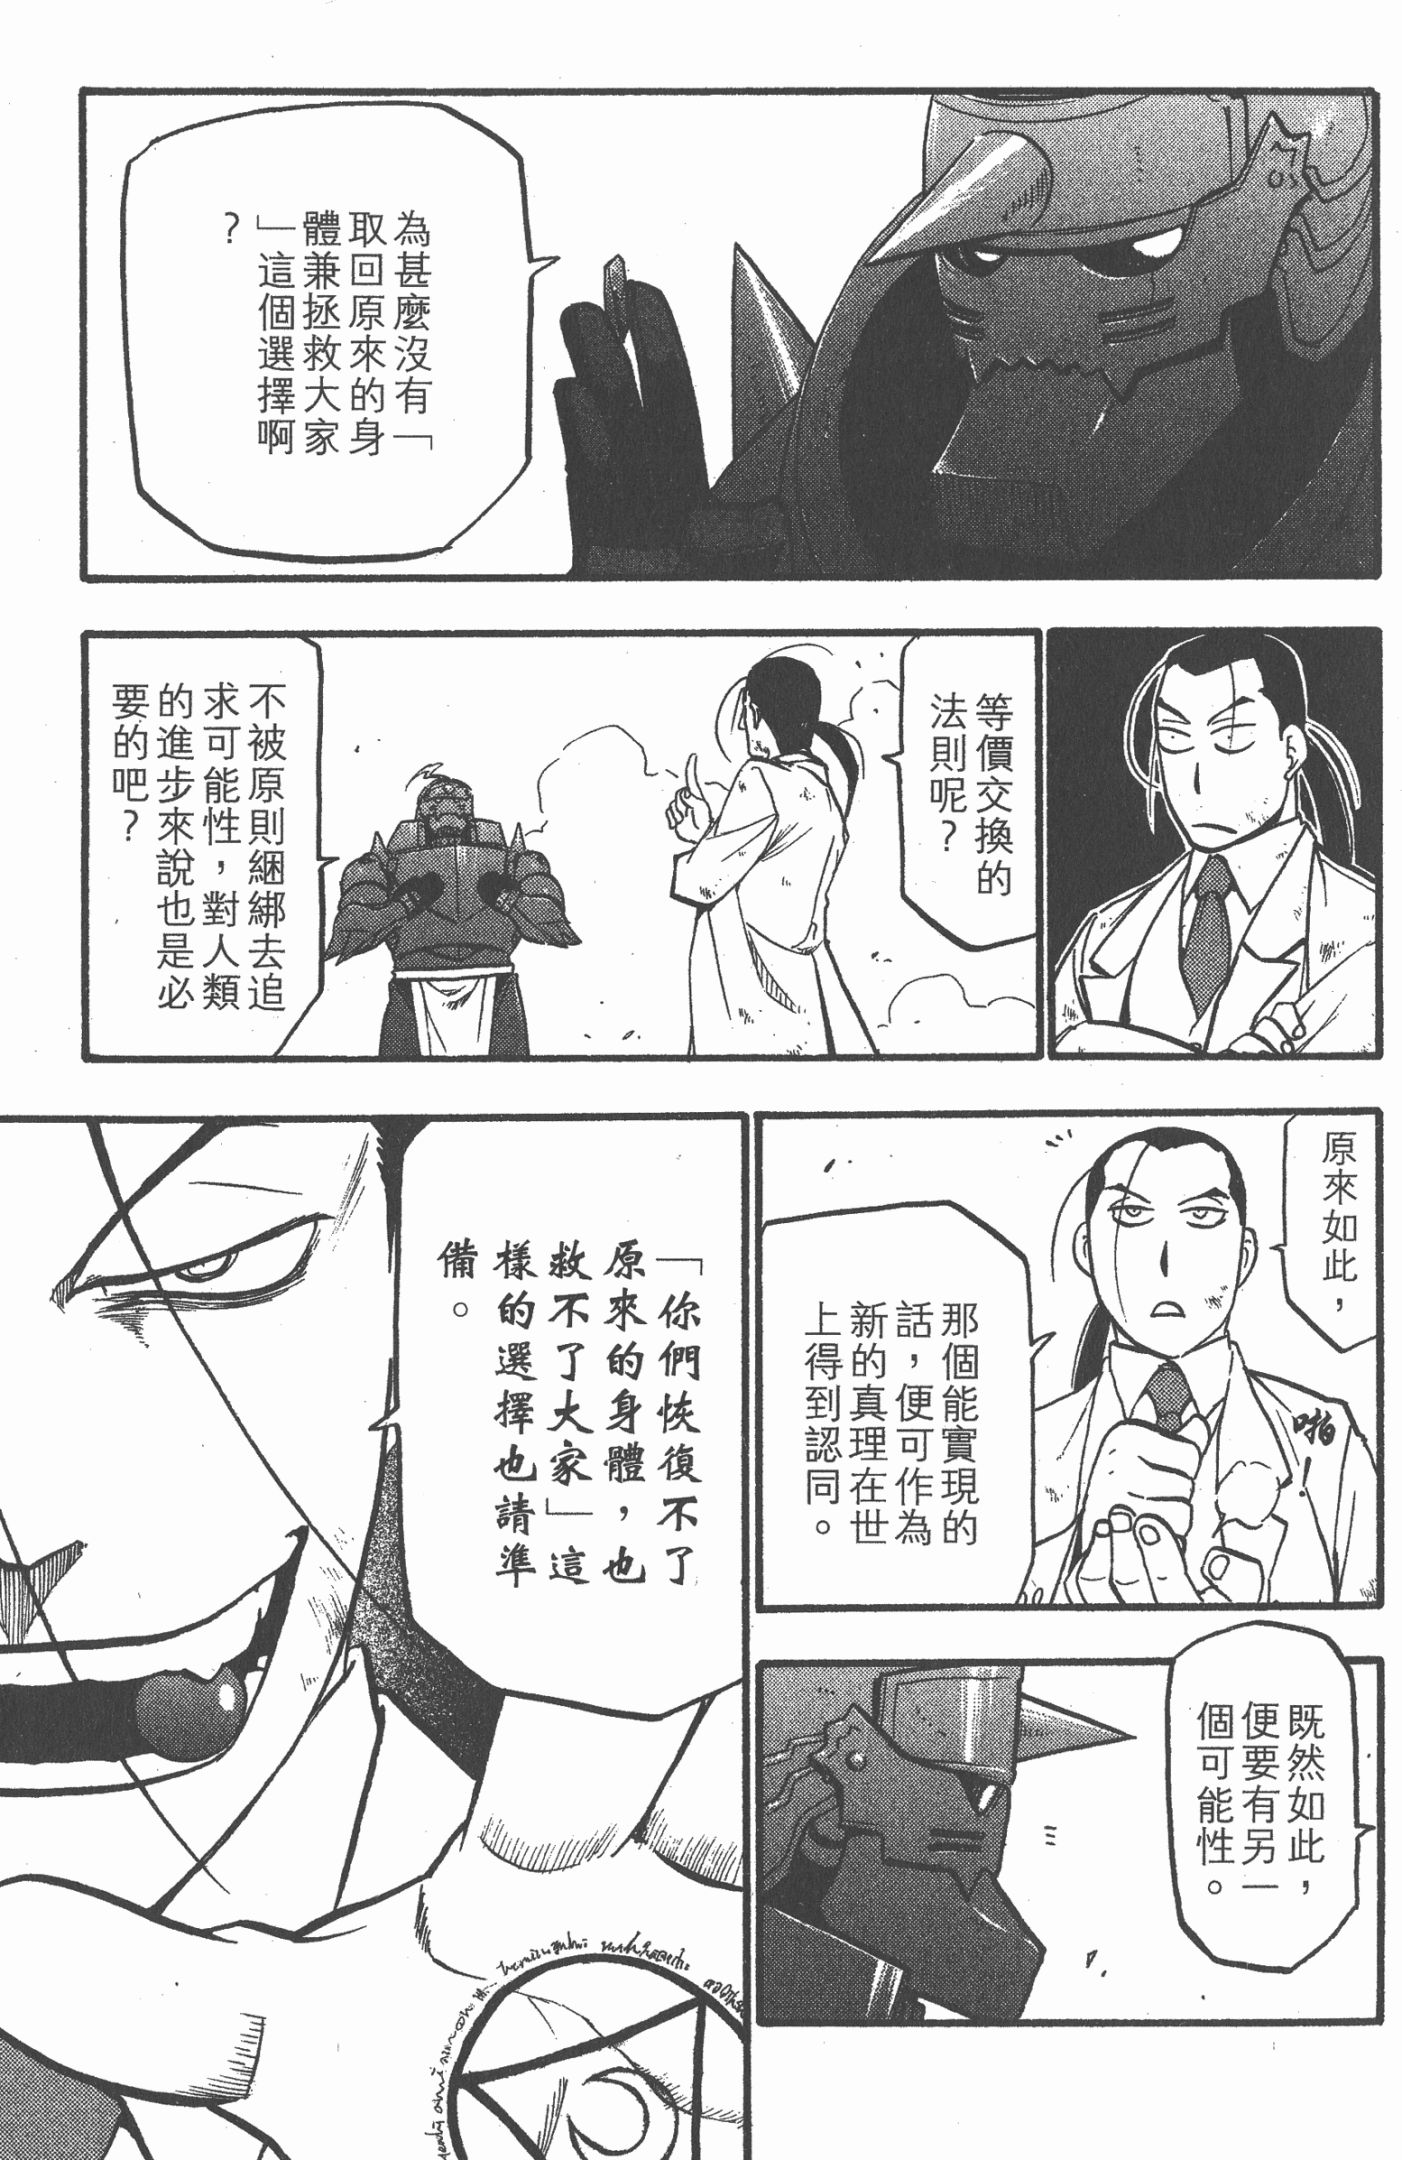 為甚麼沒有「
取回原來的身
體兼拯救大家
」這個選擇啊
？
等價交換的
法則呢？
不被原則綑綁去追
求可能性，對人類
的進步來說也是必
要的吧？
原來如此，
啪！
那個能實現的
話，便可作為
新的真理在世
上得到認同。
既然如此，
便要有另一
個可能性。
「你們恢復不了
原來的身體，也
救不了大家」這
樣的選擇也請準
備。